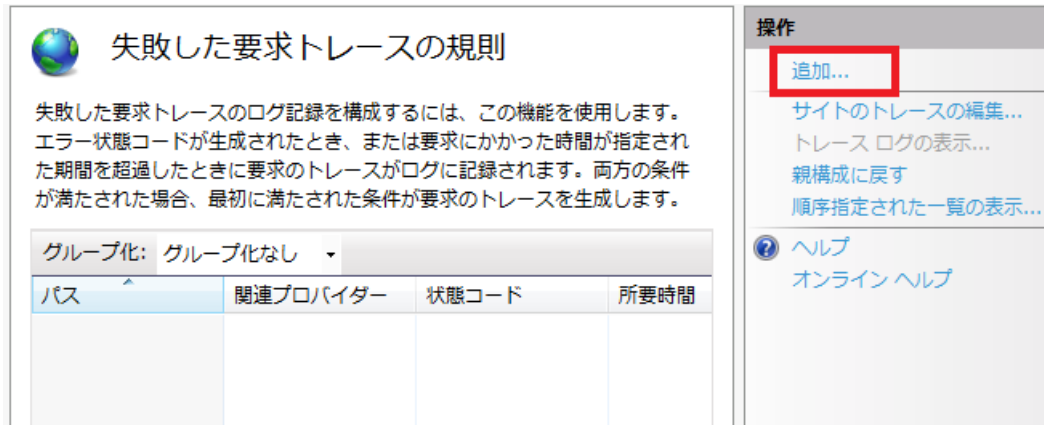 失敗した要求トレースの規則
失敗した要求トレースのログ記録を構成するには、この機能を使用します。
エラー状態コードが生成されたとき、または要求にかかった時間が指定され
た期間を超過したときに要求のトレースがログに記録されます。両方の条件
が満たされた場合、最初に満たされた条件が要求のトレースを生成します。
グループ化: グループ化なし
パス 関連プロバイダー 状態コード 所要時間
操作
追加...
サイトのトレースの編集...
トレース ログの表示...
親構成に戻す
順序指定された一覧の表示...
ヘルプ
オンライン ヘルプ